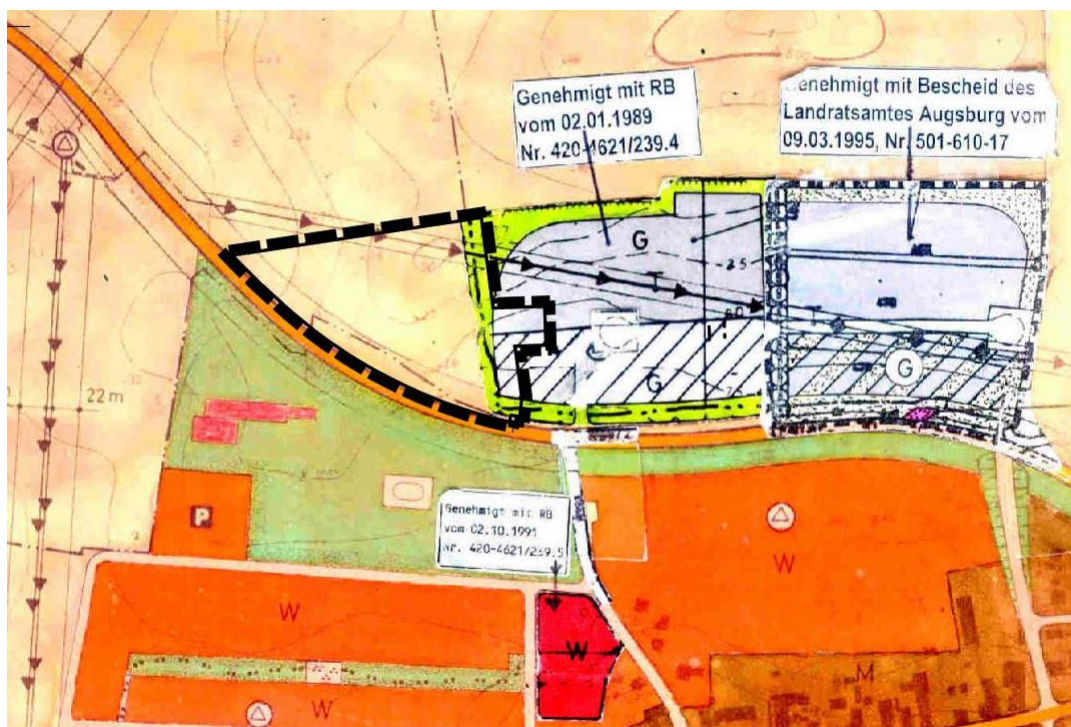 Genehmigt mit RB
vom 02.01.1989
Nr. 420-4621/239.4
Genehmigt mit Bescheid des
Landratsamtes Augsburg vom
09.03.1995, Nr. 501-610-17
G
25
G
G
22 m
P
Genehmigt mit RB
vom 02.10.1991
Nr. 420-4621/239.5
W
W
W
M
W